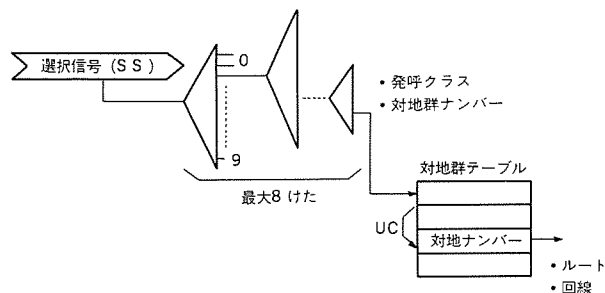 選択信号 (SS)
0
9
最大8けた
• 発呼クラス
• 対地群ナンバー
対地群テーブル
UC
対地ナンバー
• ルート
• 回線